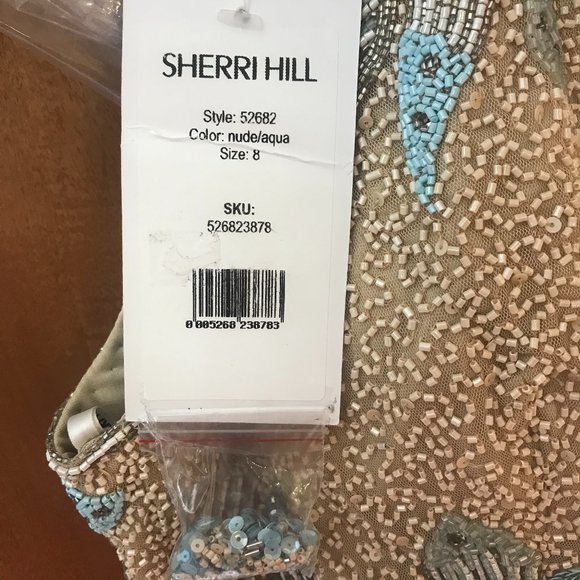 SHERRI HILL
Style: 52682
Color: nude/aqua
Size: 8
SKU:
526823878
0 005268 238783